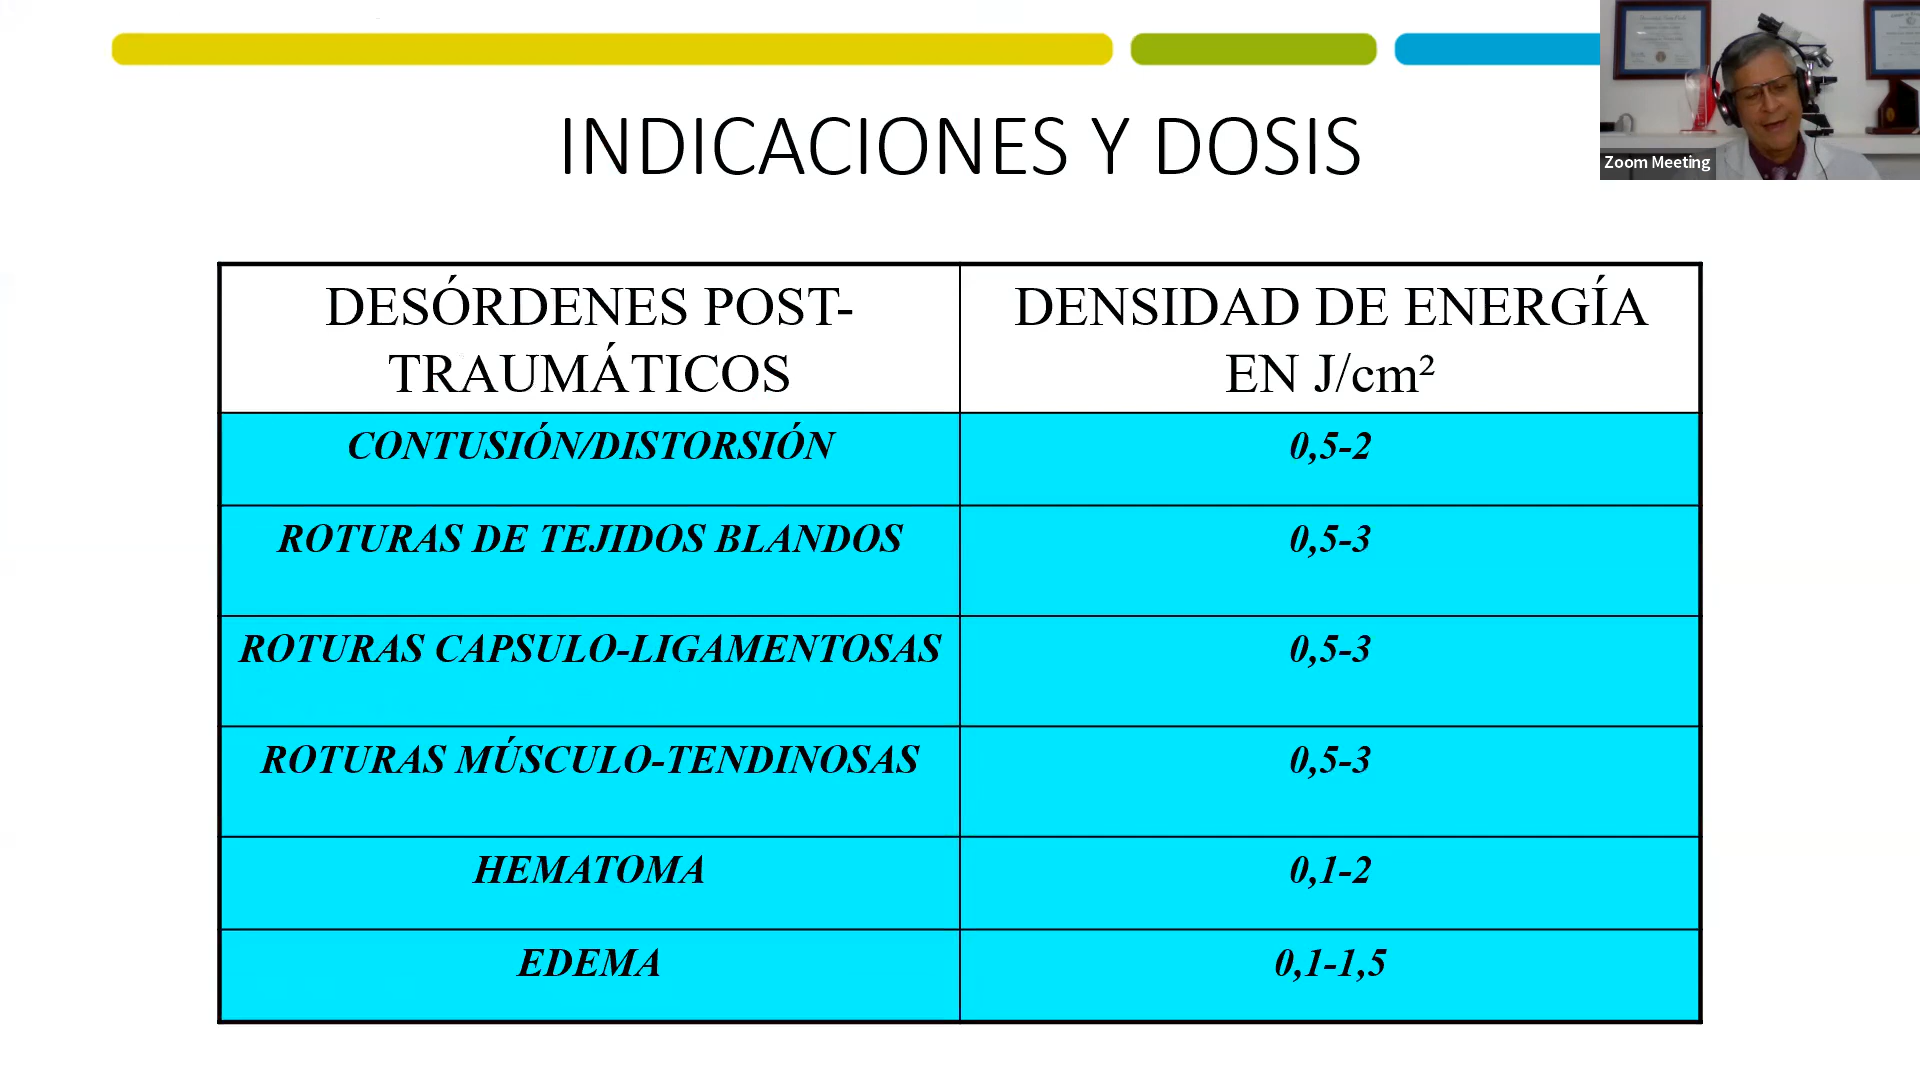 INDICACIONES Y DOSIS
Zoom Meeting
DESÓRDENES POST-
TRAUMÁTICOS
DENSIDAD DE ENERGÍA
EN J/cm²
CONTUSIÓN/DISTORSIÓN
0,5-2
ROTURAS DE TEJIDOS BLANDOS
0,5-3
ROTURAS CAPSULO-LIGAMENTOSAS
0,5-3
ROTURAS MÚSCULO-TENDINOSAS
0,5-3
HEMATOMA
0,1-2
EDEMA
0,1-1,5